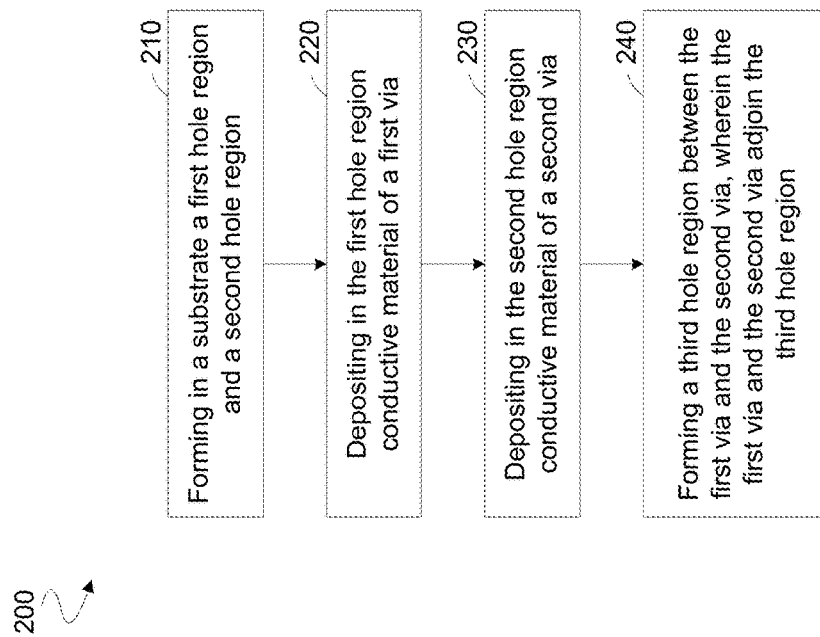 200
210
Forming in a substrate a first hole region
and a second hole region
220
Depositing in the first hole region
conductive material of a first via
230
Depositing in the second hole region
conductive material of a second via
240
Forming a third hole region between the
first via and the second via, wherein the
first via and the second via adjoin the
third hole region